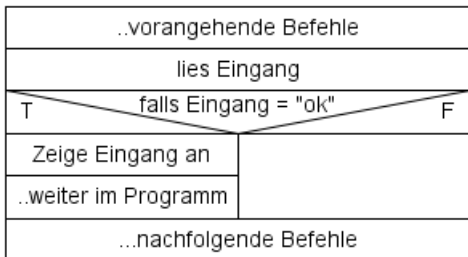 ..vorangehende Befehle
lies Eingang
falls Eingang = "ok"
T
F
Zeige Eingang an
..weiter im Programm
...nachfolgende Befehle